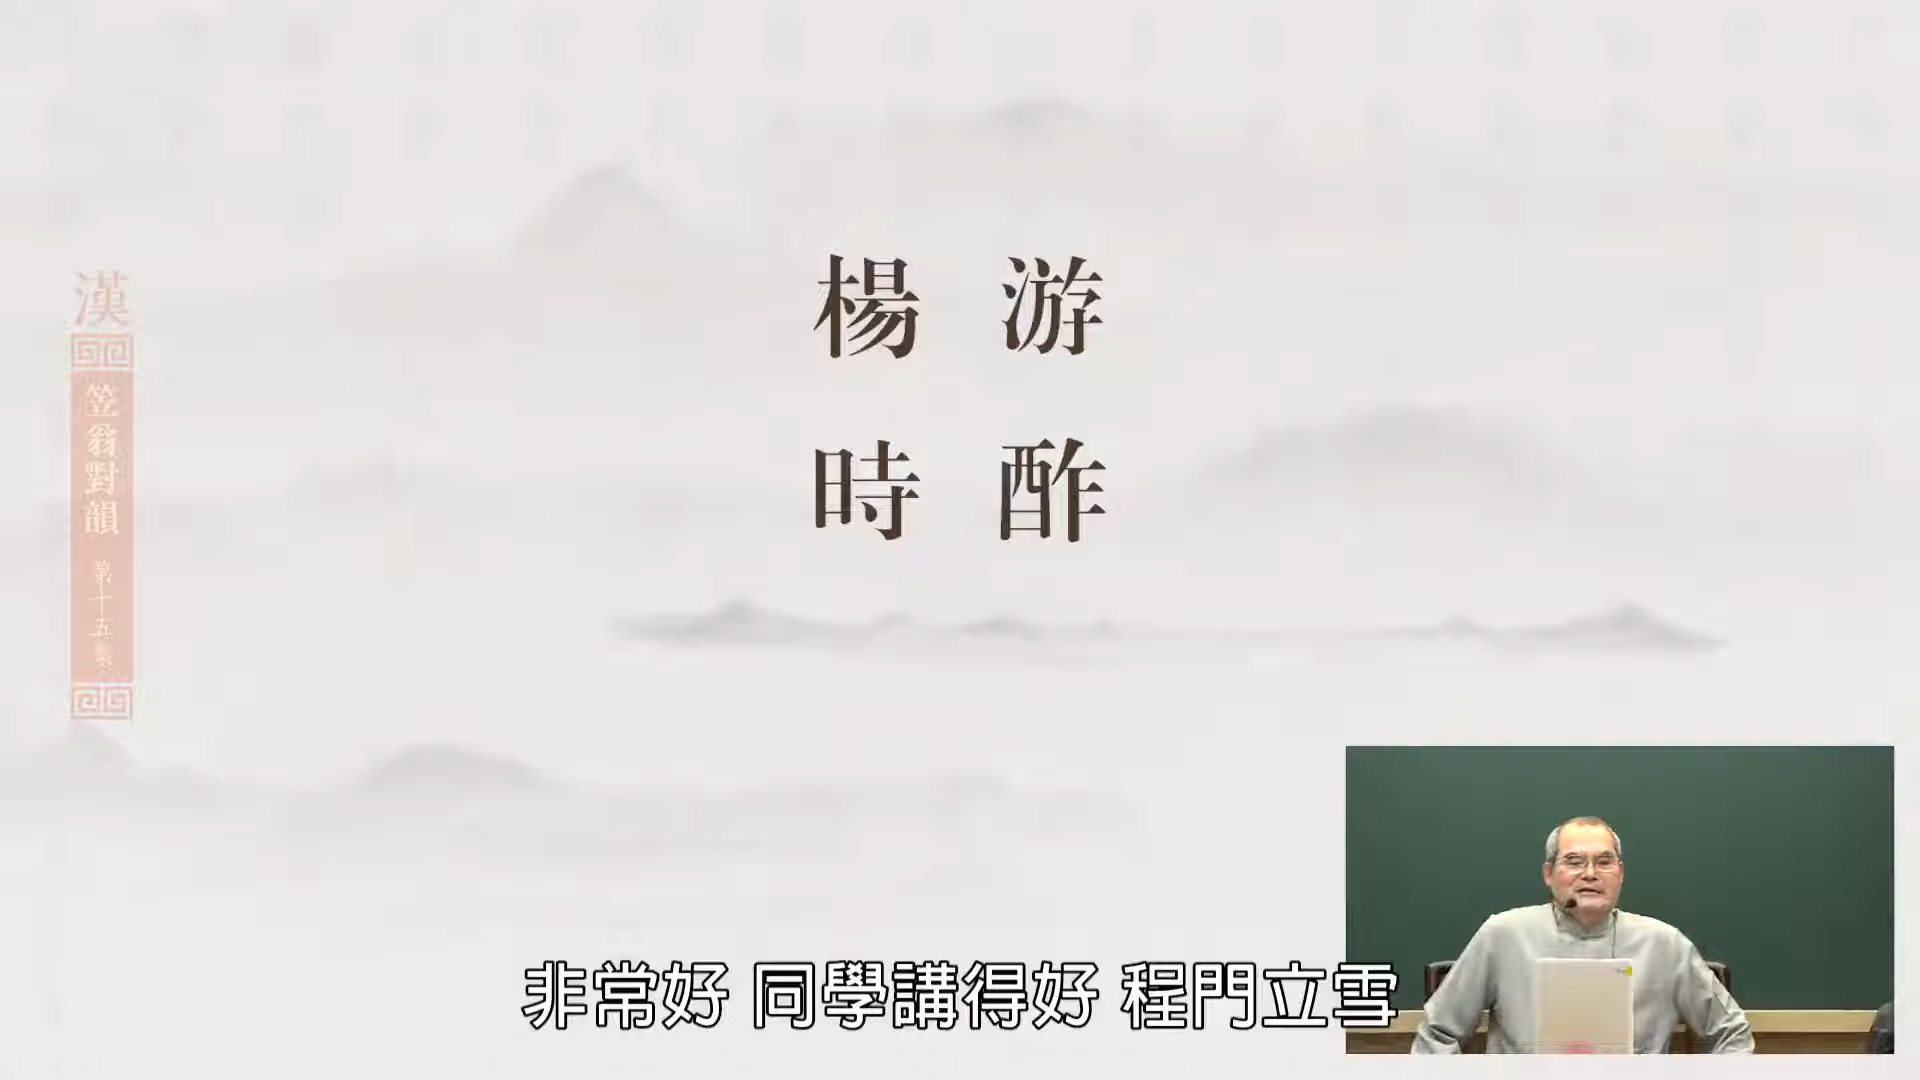 漢
笠翁對韻
第十五集
游酢
楊時
非常好 同學講得好 程門立雪